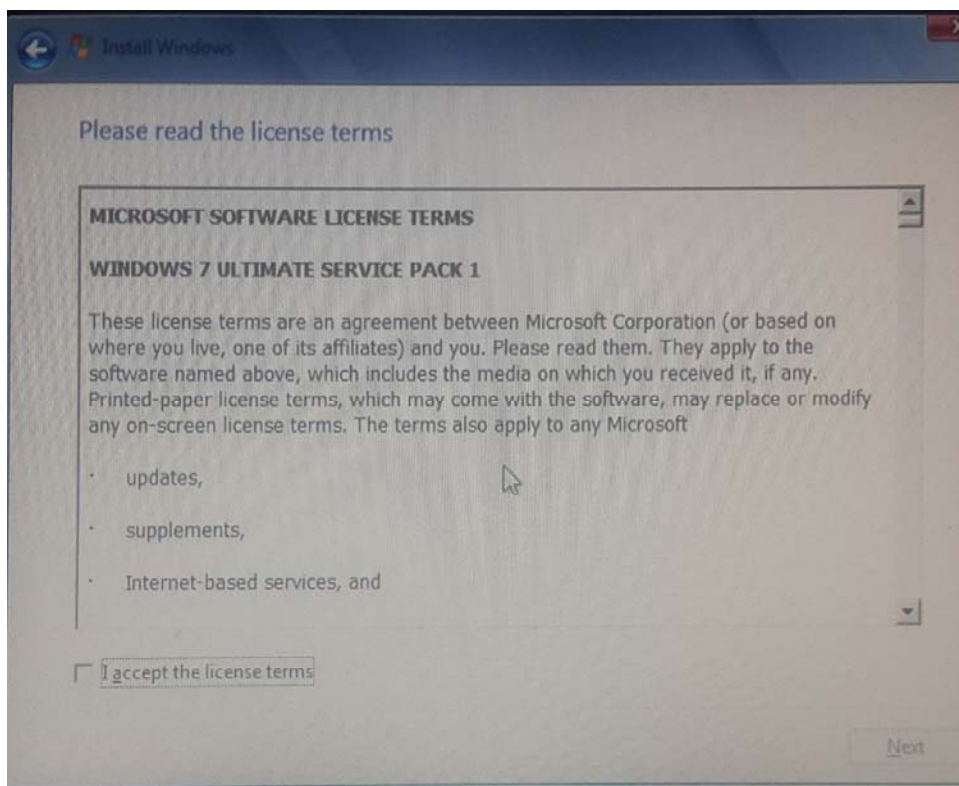 Install Windows
Please read the license terms
MICROSOFT SOFTWARE LICENSE TERMS
WINDOWS 7 ULTIMATE SERVICE PACK 1
These license terms are an agreement between Microsoft Corporation (or based on
where you live, one of its affiliates) and you. Please read them. They apply to the
software named above, which includes the media on which you received it, if any.
Printed-paper license terms, which may come with the software, may replace or modify
any on-screen license terms. The terms also apply to any Microsoft
· updates,
· supplements,
· Internet-based services, and
I accept the license terms
Next